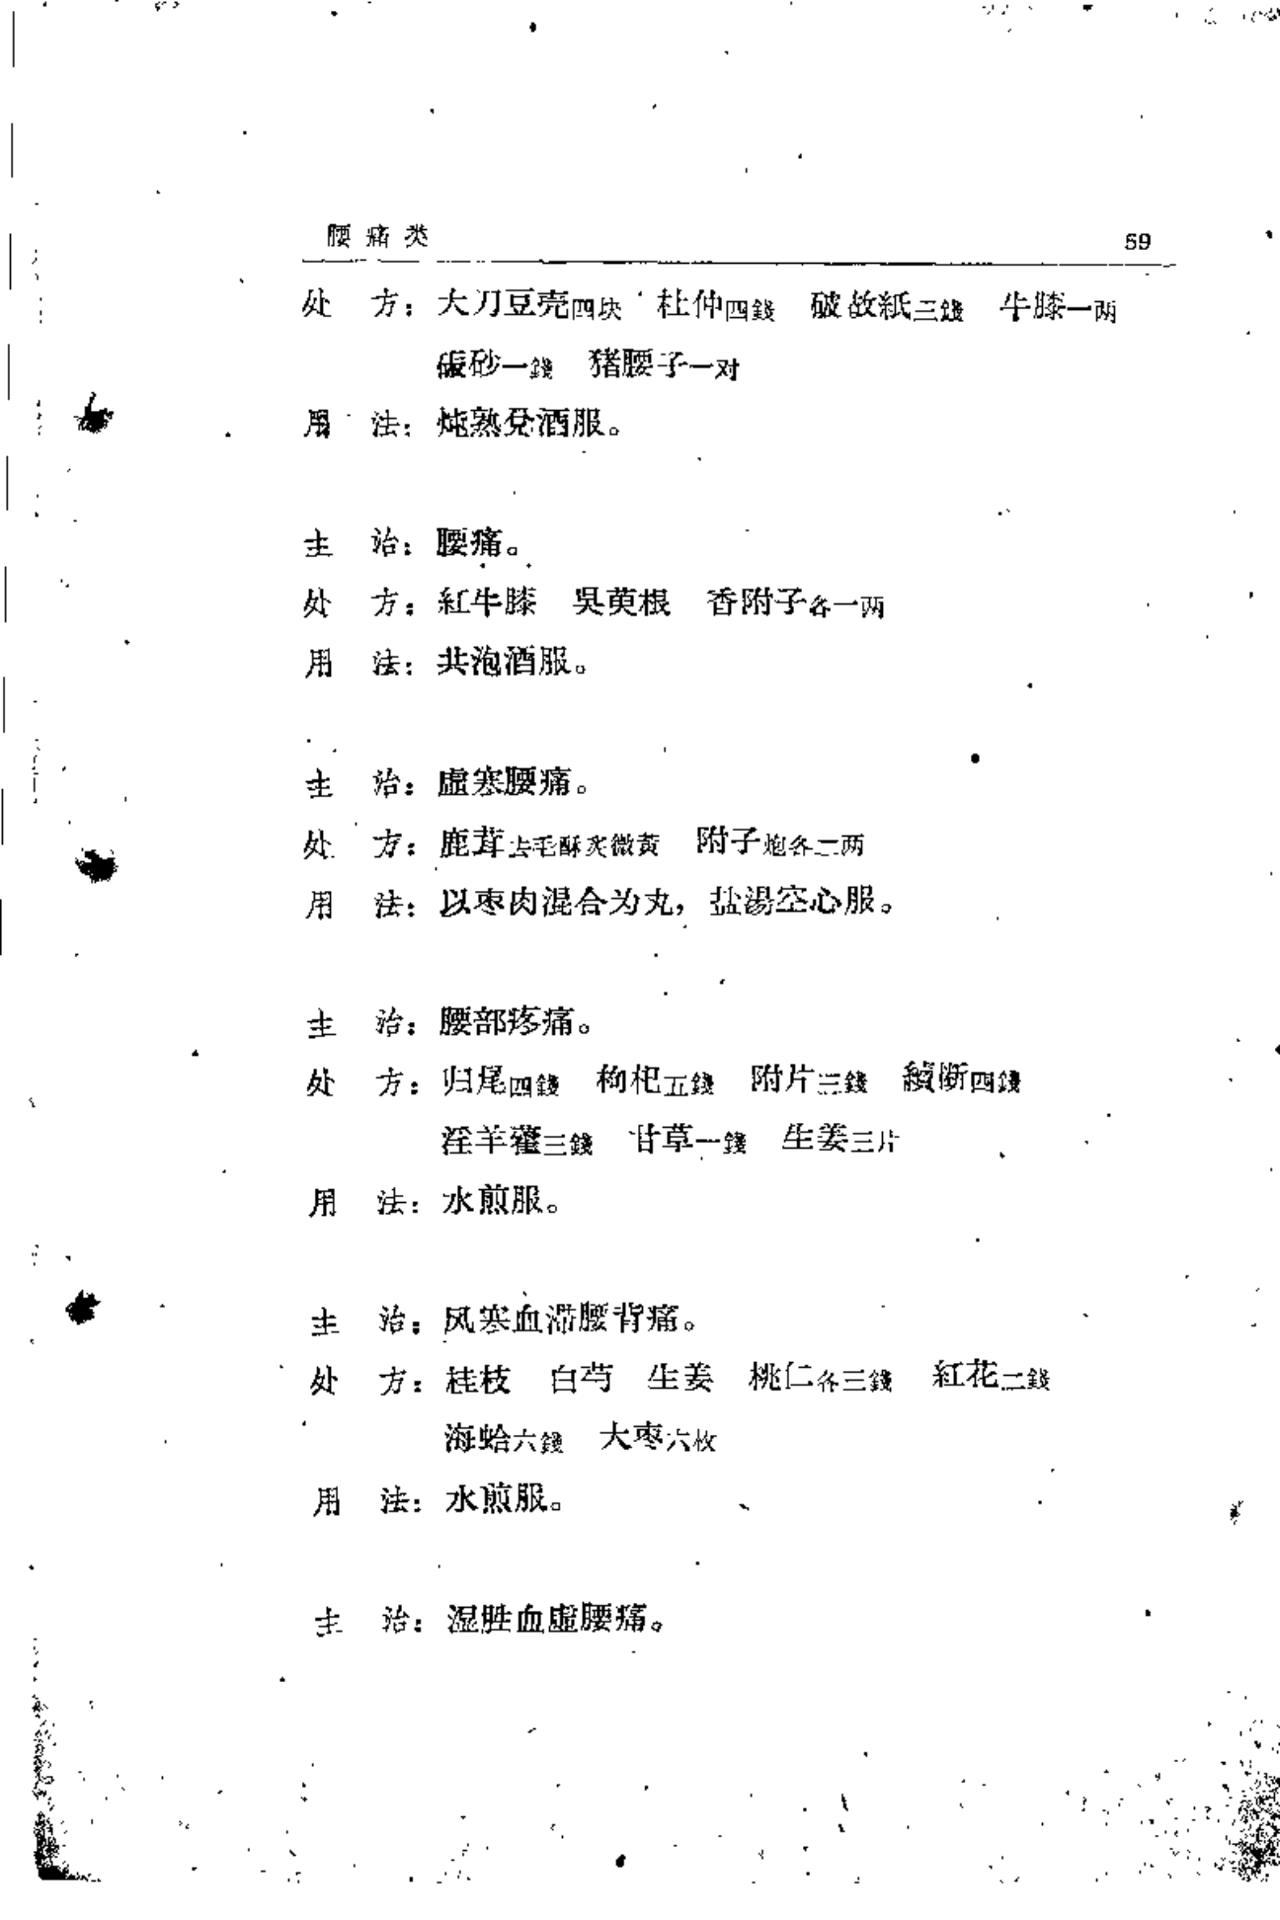 腰痛类 59
处　方：大刀豆壳四块　杜仲四錢　破故紙三錢　牛膝一两
砂一錢　猪腰子一对
用　法：炖熟兑酒服。
主　治：腰痛。
处　方：紅牛膝　吳萸根　香附子各一两
用　法：共泡酒服。
主　治：虛寒腰痛。
处　方：鹿茸去毛酥炙微黄　附子炮各二两
用　法：以枣肉混合为丸，盐湯空心服。
主　治：腰部疼痛。
处　方：归尾四錢　枸杞五錢　附片三錢　續断四錢
淫羊藿三錢　甘草一錢　生姜三片
用　法：水煎服。
主　治：风寒血滞腰背痛。
处　方：桂枝　白芍　生姜　桃仁各三錢　紅花二錢
海蛤六錢　大枣六枚
用　法：水煎服。
主　治：湿胜血虛腰痛。